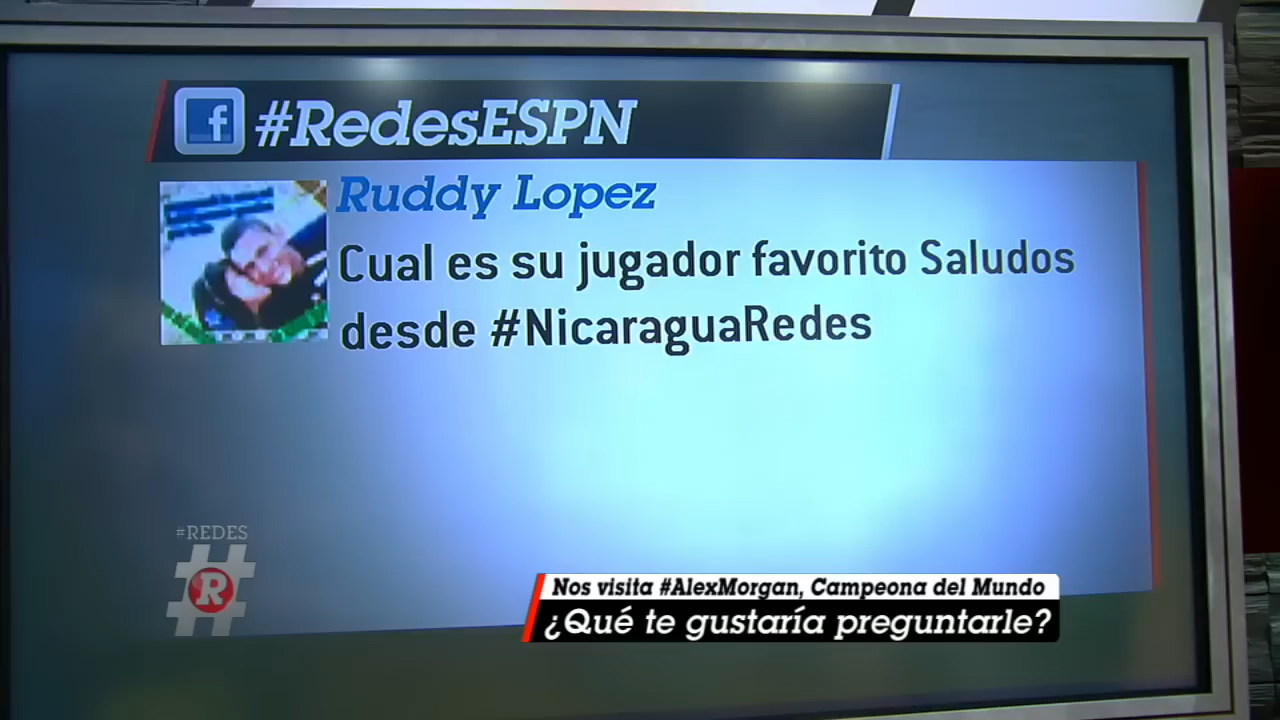 f #RedesESPN
Ruddy Lopez
Cual es su jugador favorito Saludos
desde #NicaraguaRedes
#REDES
#R
Nos visita #AlexMorgan, Campeona del Mundo
¿Qué te gustaría preguntarle?